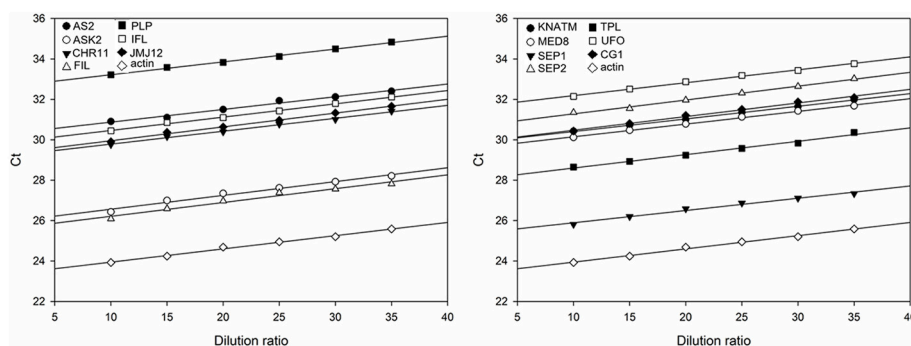 AS2 PLP
ASK2 IFL
CHR11 JMJ12
FIL actin
36
34
32
30
28
26
24
22
Ct
5 10 15 20 25 30 35 40
Dilution ratio
KNATM TPL
MED8 UFO
SEP1 CG1
SEP2 actin
36
34
32
30
28
26
24
22
Ct
5 10 15 20 25 30 35 40
Dilution ratio